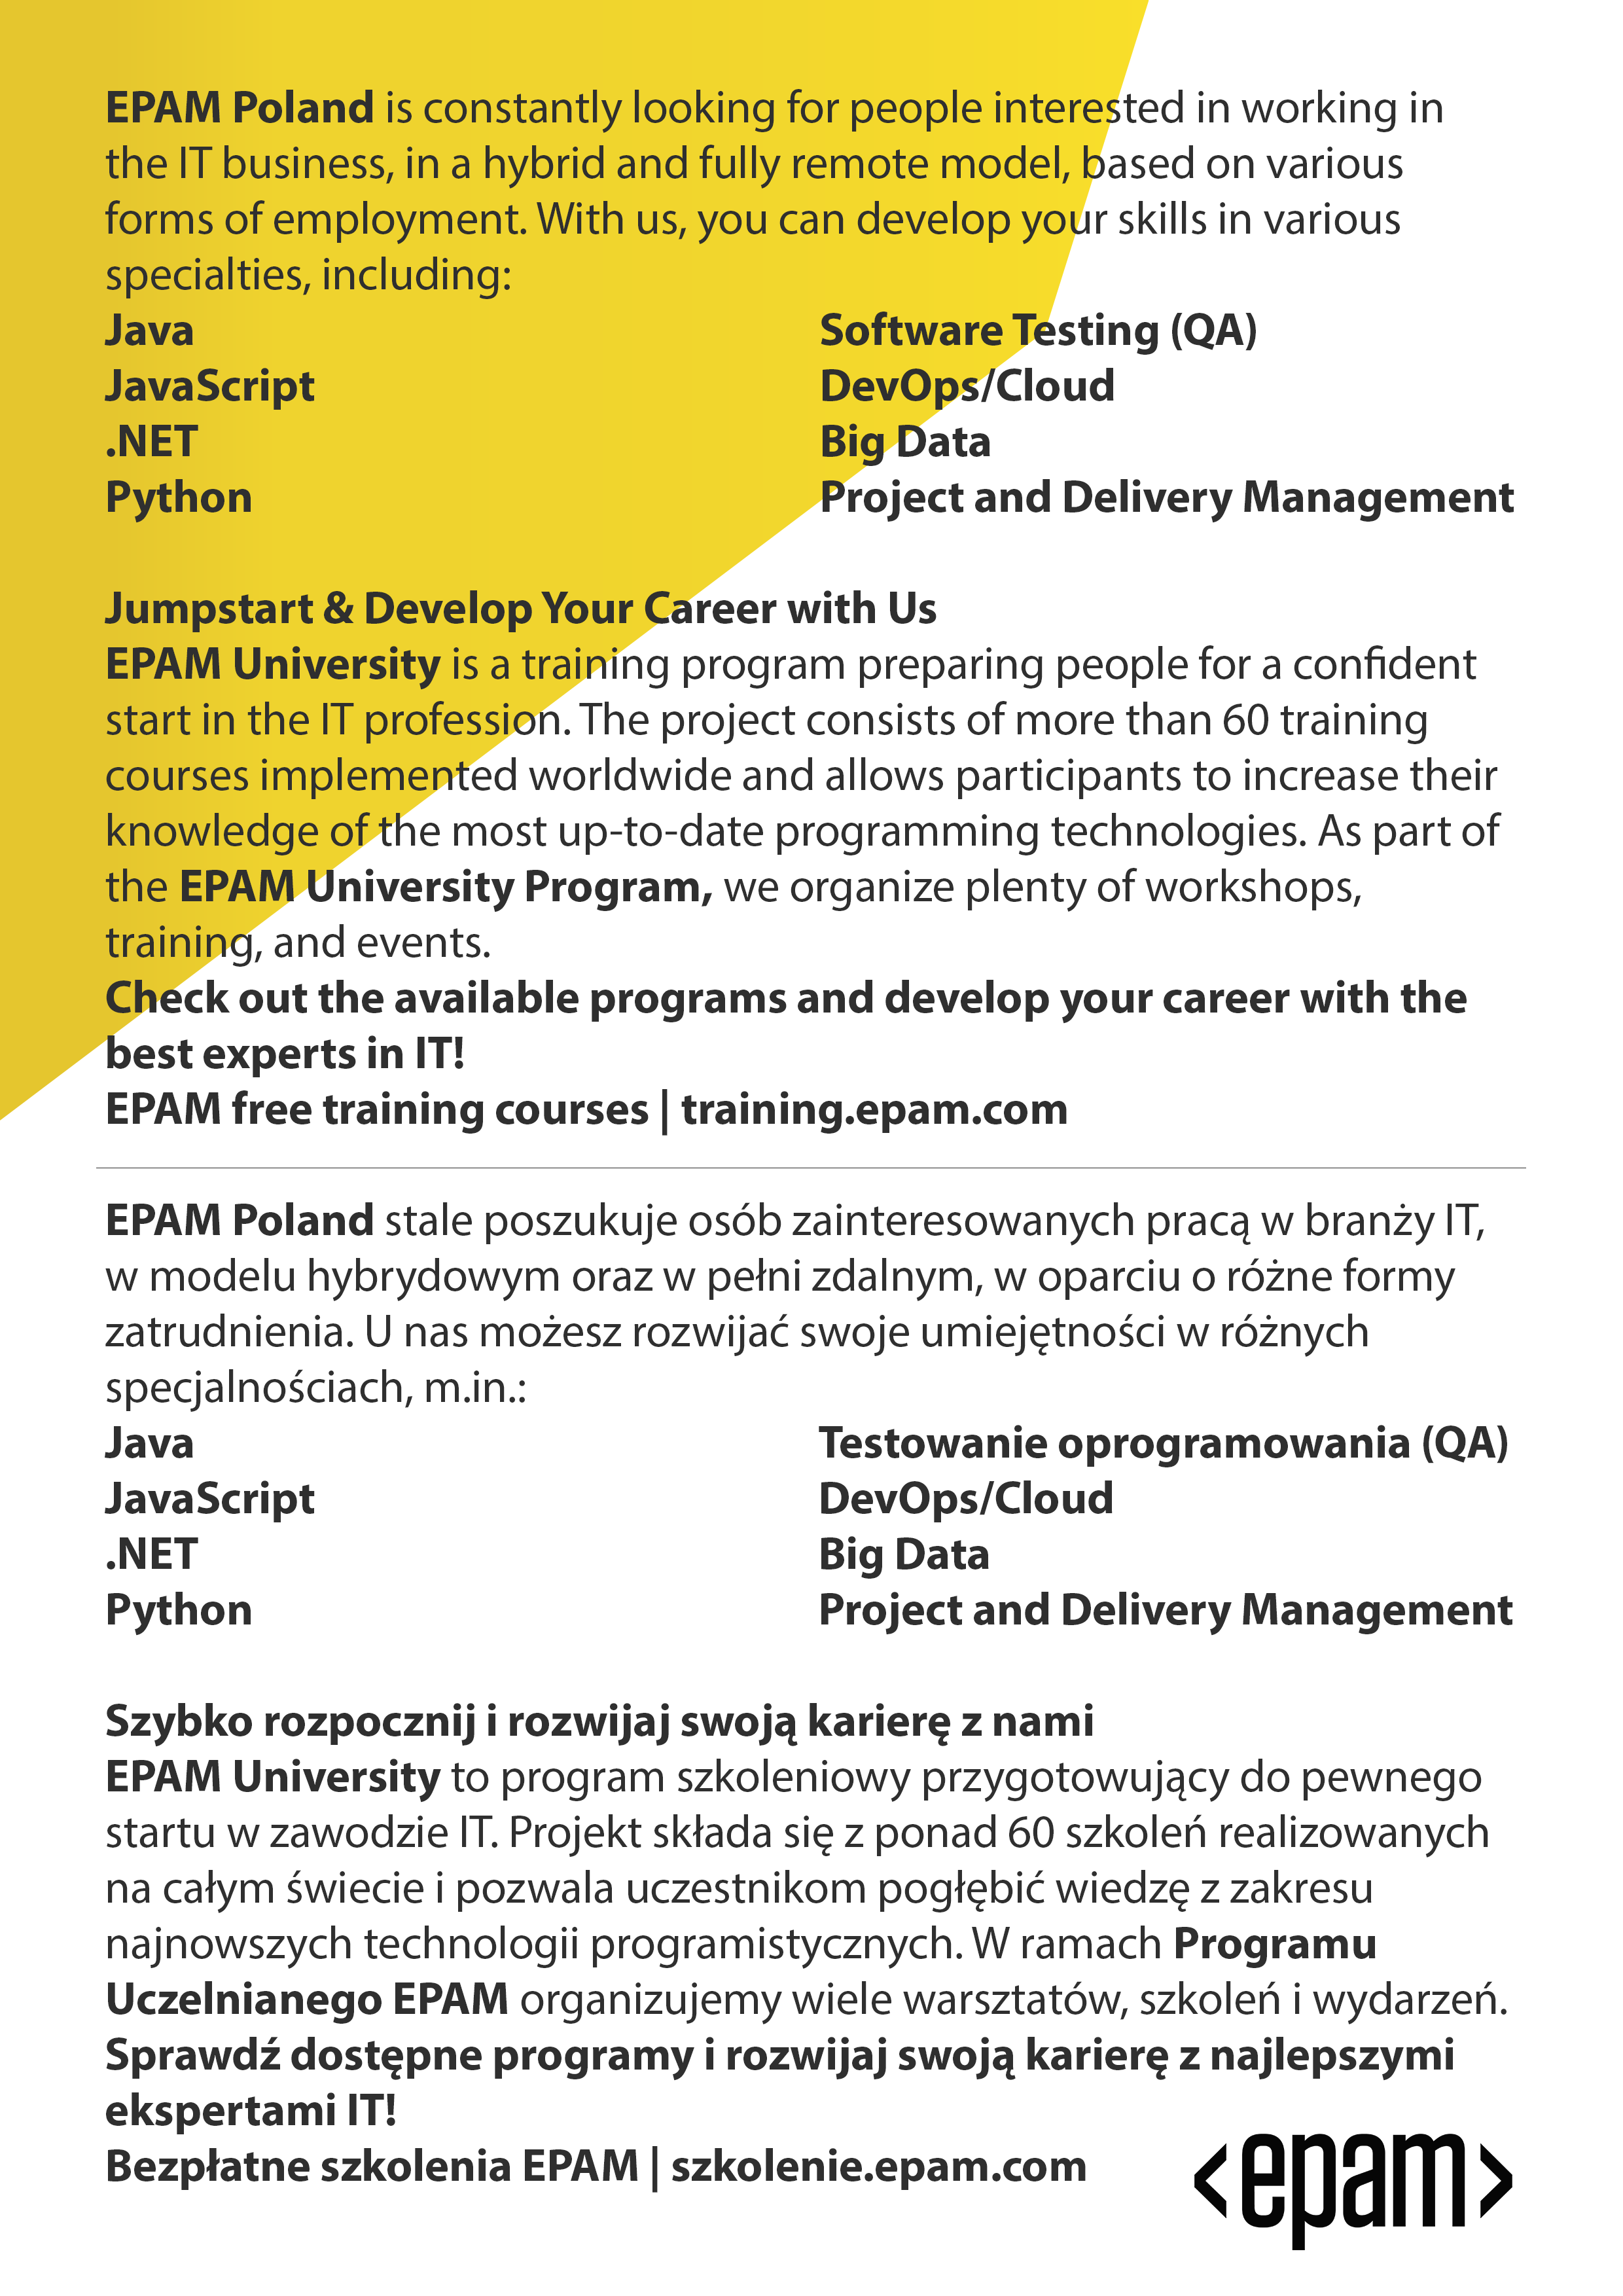 EPAM Poland is constantly looking for people interested in working in
the IT business, in a hybrid and fully remote model, based on various
forms of employment. With us, you can develop your skills in various
specialties, including:
Java
JavaScript
.NET
Python
Software Testing (QA)
DevOps/Cloud
Big Data
Project and Delivery Management
Jumpstart & Develop Your Career with Us
EPAM University is a training program preparing people for a confident
start in the IT profession. The project consists of more than 60 training
courses implemented worldwide and allows participants to increase their
knowledge of the most up-to-date programming technologies. As part of
the EPAM University Program, we organize plenty of workshops,
training, and events.
Check out the available programs and develop your career with the
best experts in IT!
EPAM free training courses | training.epam.com
EPAM Poland stale poszukuje osób zainteresowanych pracą w branży IT,
w modelu hybrydowym oraz w pełni zdalnym, w oparciu o różne formy
zatrudnienia. U nas możesz rozwijać swoje umiejętności w różnych
specjalnościach, m.in.:
Java
JavaScript
.NET
Python
Testowanie oprogramowania (QA)
DevOps/Cloud
Big Data
Project and Delivery Management
Szybko rozpocznij i rozwijaj swoją karierę z nami
EPAM University to program szkoleniowy przygotowujący do pewnego
startu w zawodzie IT. Projekt składa się z ponad 60 szkoleń realizowanych
na całym świecie i pozwala uczestnikom pogłębić wiedzę z zakresu
najnowszych technologii programistycznych. W ramach Programu
Uczelnianego EPAM organizujemy wiele warsztatów, szkoleń i wydarzeń.
Sprawdź dostępne programy i rozwijaj swoją karierę z najlepszymi
ekspertami IT!
Bezpłatne szkolenia EPAM | szkolenie.epam.com
<epam>